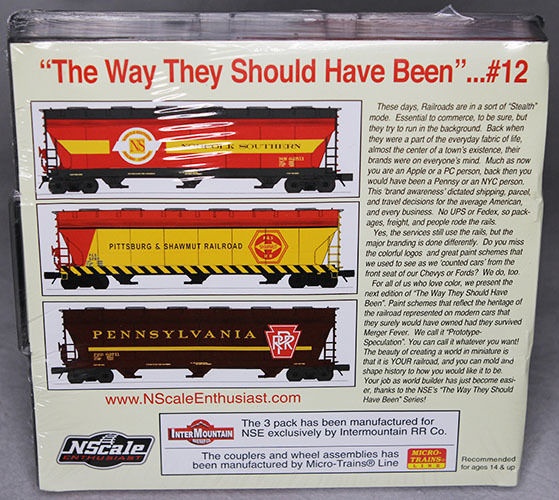 “The Way They Should Have Been”...#12
NS
NORFOLK SOUTHERN
These days, Railroads are in a sort of “Stealth”
mode. Essential to commerce, to be sure, but
they try to run in the background. Back when
they were a part of the everyday fabric of life,
almost the center of a town's existence, their
brands were on everyone's mind. Much as now
you are an Apple or a PC person, back then you
would have been a Pennsy or an NYC person.
This ‘brand awareness’ dictated shipping, parcel,
and travel decisions for the average American,
and every business. No UPS or Fedex, so pack-
ages, freight, and people rode the rails.
Yes, the services still use the rails, but the
major branding is done differently. Do you miss
the colorful logos and great paint schemes that
we used to see as we ‘counted cars’ from the
front seat of our Chevys or Fords? We do, too.
For all of us who love color, we present the
next edition of “The Way They Should Have
Been”. Paint schemes that reflect the heritage of
the railroad represented on modern cars that
they surely would have owned had they survived
Merger Fever. We call it “Prototype-
Speculation”. You can call it whatever you want!
The beauty of creating a world in miniature is
that it is YOUR railroad, and you can mold and
shape history to how you would like it to be.
Your job as world builder has just become eas-
ier, thanks to the NSE's “The Way They Should
Have Been” Series!
PITTSBURG & SHAWMUT RAILROAD
PENNSYLVANIA
PRR
www.NScaleEnthusiast.com
NScale
ENTHUSIAST
INTERMOUNTAIN
The 3 pack has been manufactured for
NSE exclusively by Intermountain RR Co.
The couplers and wheel assemblies has
been manufactured by Micro-Trains® Line
MICRO-
TRAINS®
LINE
Recommended
for ages 14 & up